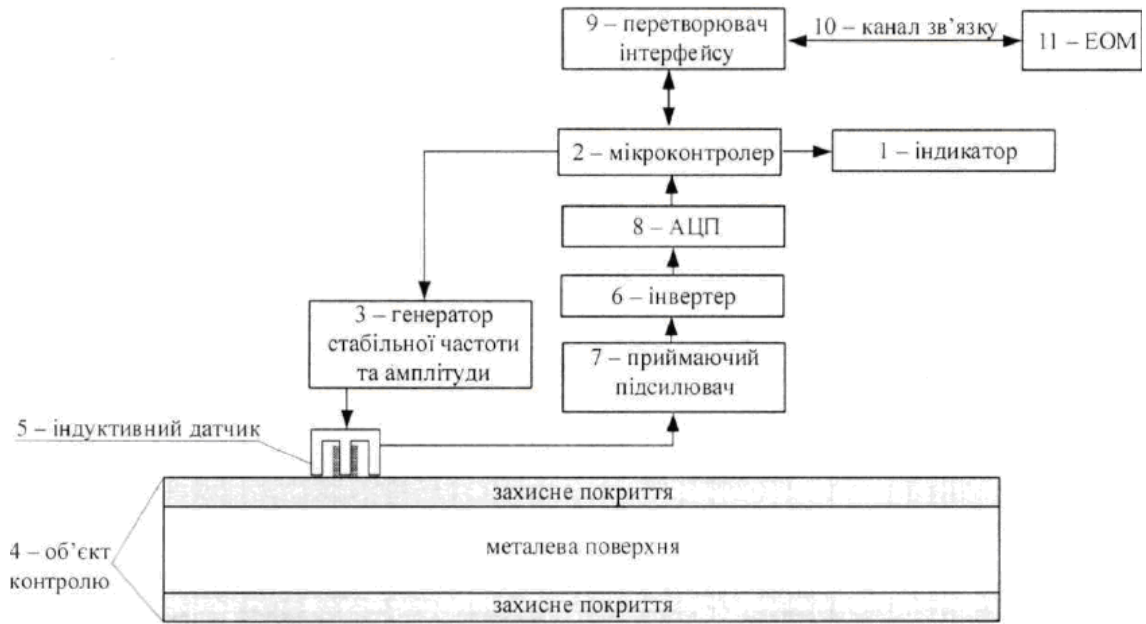 9 – перетворювач
інтерфейсу
10 – канал зв’язку
11 – ЕОМ
2 – мікроконтролер
1 – індикатор
8 – АЦП
6 – інвертер
3 – генератор
стабільної частоти
та амплітуди
7 – приймаючий
підсилювач
5 – індуктивний датчик
захисне покриття
4 – об’єкт
контролю
металева поверхня
захисне покриття